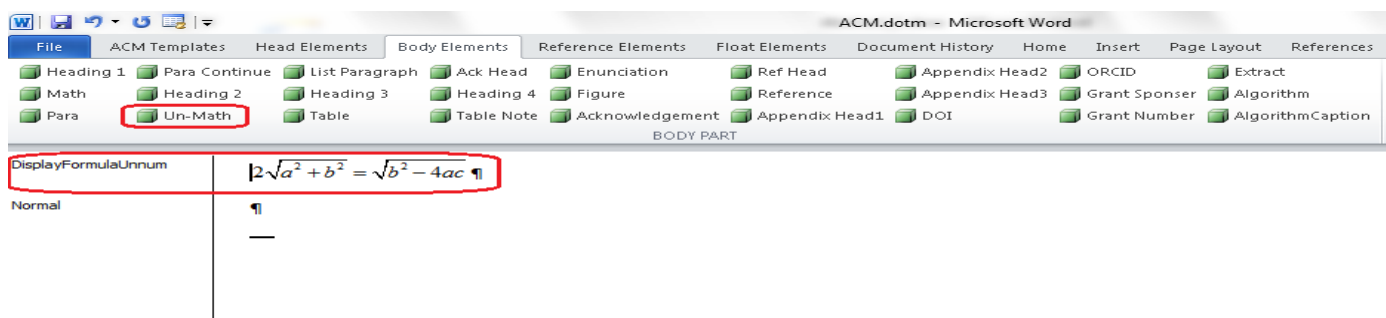 ACM.dotm - Microsoft Word
File ACM Templates Head Elements Body Elements Reference Elements Float Elements Document History Home Insert Page Layout References
Heading 1 Para Continue List Paragraph Ack Head Enunciation Ref Head Appendix Head2 ORCID Extract
Math Heading 2 Heading 3 Heading 4 Figure Reference Appendix Head3 Grant Sponser Algorithm
Para Un-Math Table Table Note Acknowledgement Appendix Head1 DOI Grant Number AlgorithmCaption
BODY PART
DisplayFormulaUnnum 2√a² + b² = √b² − 4ac ¶
Normal ¶